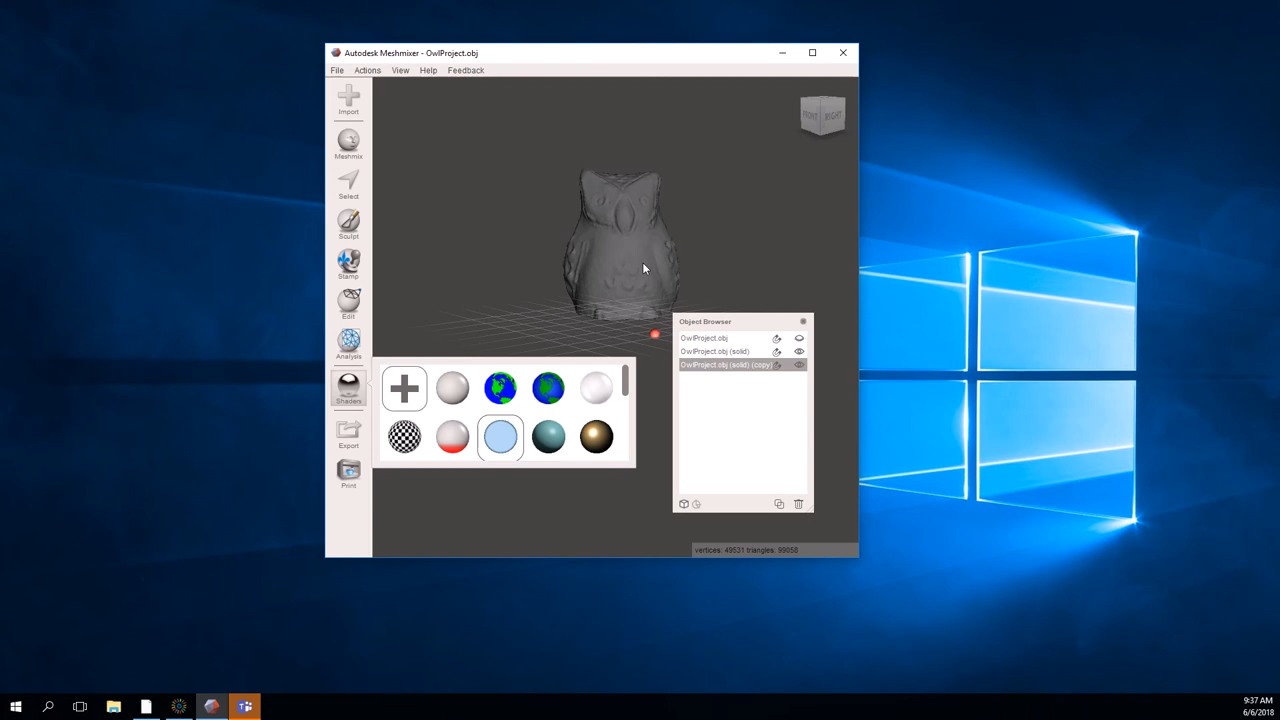 Autodesk Meshmixer - OwlProject.obj
File Actions View Help Feedback
Import
Meshmix
Select
Sculpt
Stamp
Edit
Analysis
Shaders
Export
Print
FRONT RIGHT
Object Browser
OwlProject.obj
OwlProject.obj (solid)
OwlProject.obj (solid) (copy)
vertices: 49531 triangles: 99058
9:37 AM
6/6/2018